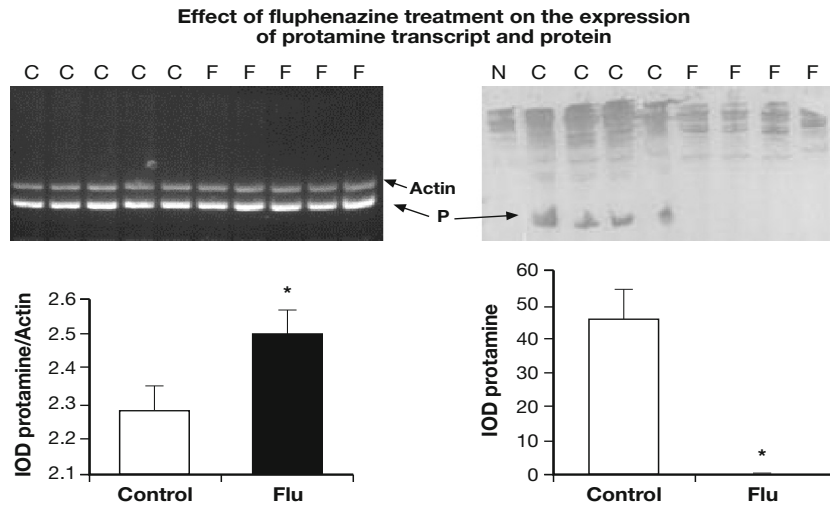 Effect of fluphenazine treatment on the expression
of protamine transcript and protein
C C C C C F F F F F
N C C C C F F F F
Actin
P
IOD protamine/Actin
2.6
2.5
2.4
2.3
2.2
2.1
*
Control Flu
IOD protamine
60
50
40
30
20
10
0
*
Control Flu